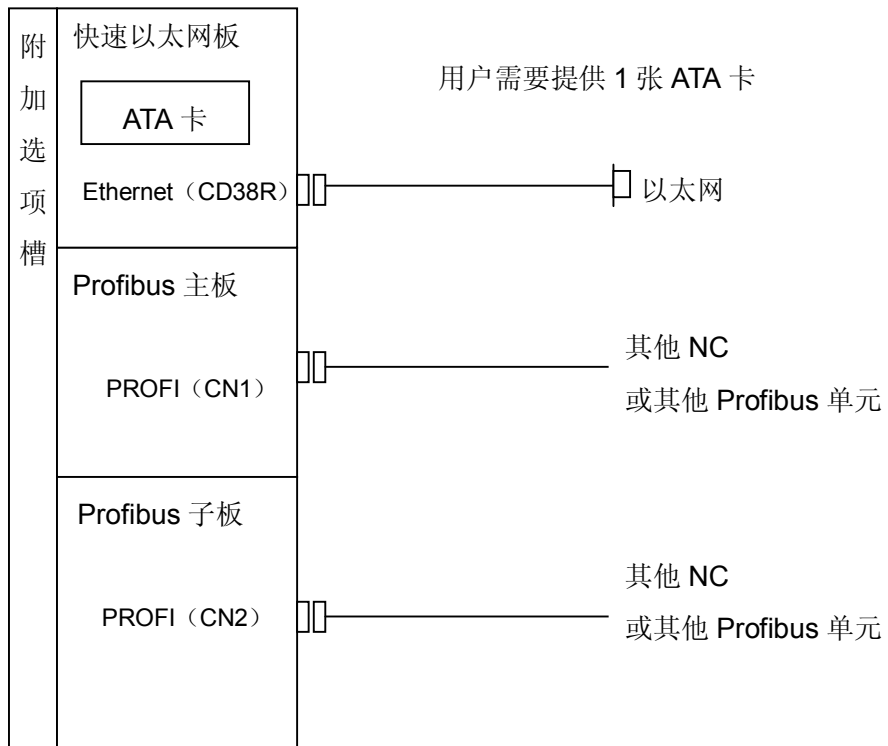 附加选项槽
快速以太网板
用户需要提供 1 张 ATA 卡
ATA 卡
Ethernet（CD38R）
以太网
Profibus 主板
PROFI（CN1）
其他 NC
或其他 Profibus 单元
Profibus 子板
PROFI（CN2）
其他 NC
或其他 Profibus 单元